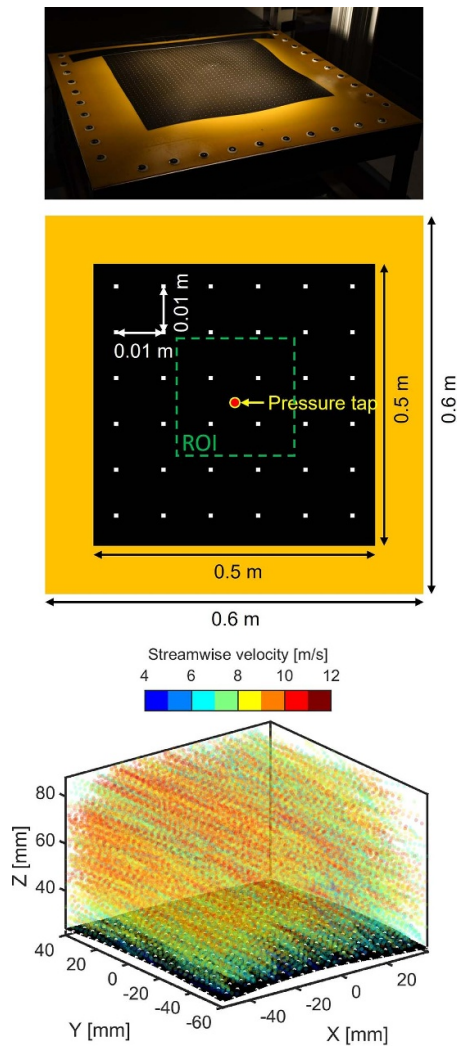 0.01 m
0.01 m
Pressure tap
ROI
0.5 m
0.6 m
0.5 m
0.6 m
Streamwise velocity [m/s]
4 6 8 10 12
80
60
40
Z [mm]
40
20
0
-20
-40
-60
Y [mm]
-40
-20
0
20
X [mm]